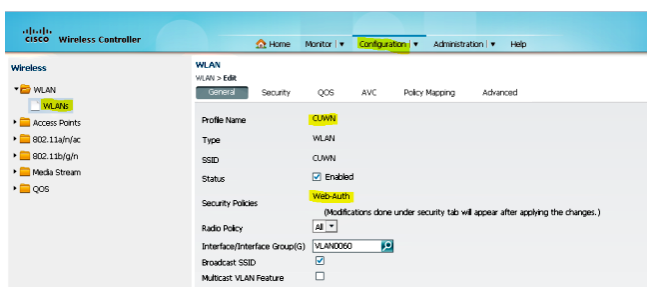 CISCO Wireless Controller
Home Monitor Configuration Administration Help
Wireless
WLAN
WLANs
Access Points
802.11a/n/ac
802.11b/g/n
Media Stream
QOS
WLAN
WLAN > Edit
General Security QOS AVC Policy Mapping Advanced
Profile Name CUWN
Type WLAN
SSID CUWN
Status Enabled
Security Policies Web-Auth
(Modifications done under security tab will appear after applying the changes.)
Radio Policy All
Interface/Interface Group(G) VLAN0060
Broadcast SSID
Multicast VLAN Feature